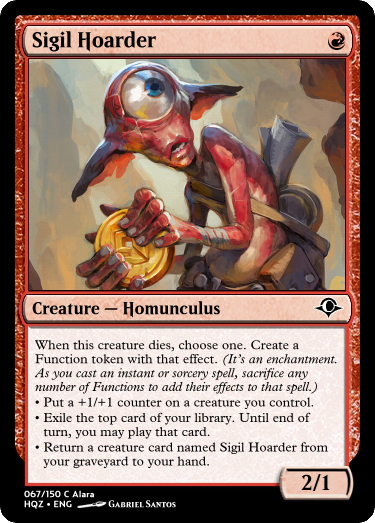 Sigil Hoarder
Creature — Homunculus
When this creature dies, choose one. Create a
Function token with that effect. (It's an enchantment.
As you cast an instant or sorcery spell, sacrifice any
number of Functions to add their effects to that spell.)
• Put a +1/+1 counter on a creature you control.
• Exile the top card of your library. Until end of
turn, you may play that card.
• Return a creature card named Sigil Hoarder from
your graveyard to your hand.
2/1
067/150 C Alara
HQZ • ENG Gabriel Santos